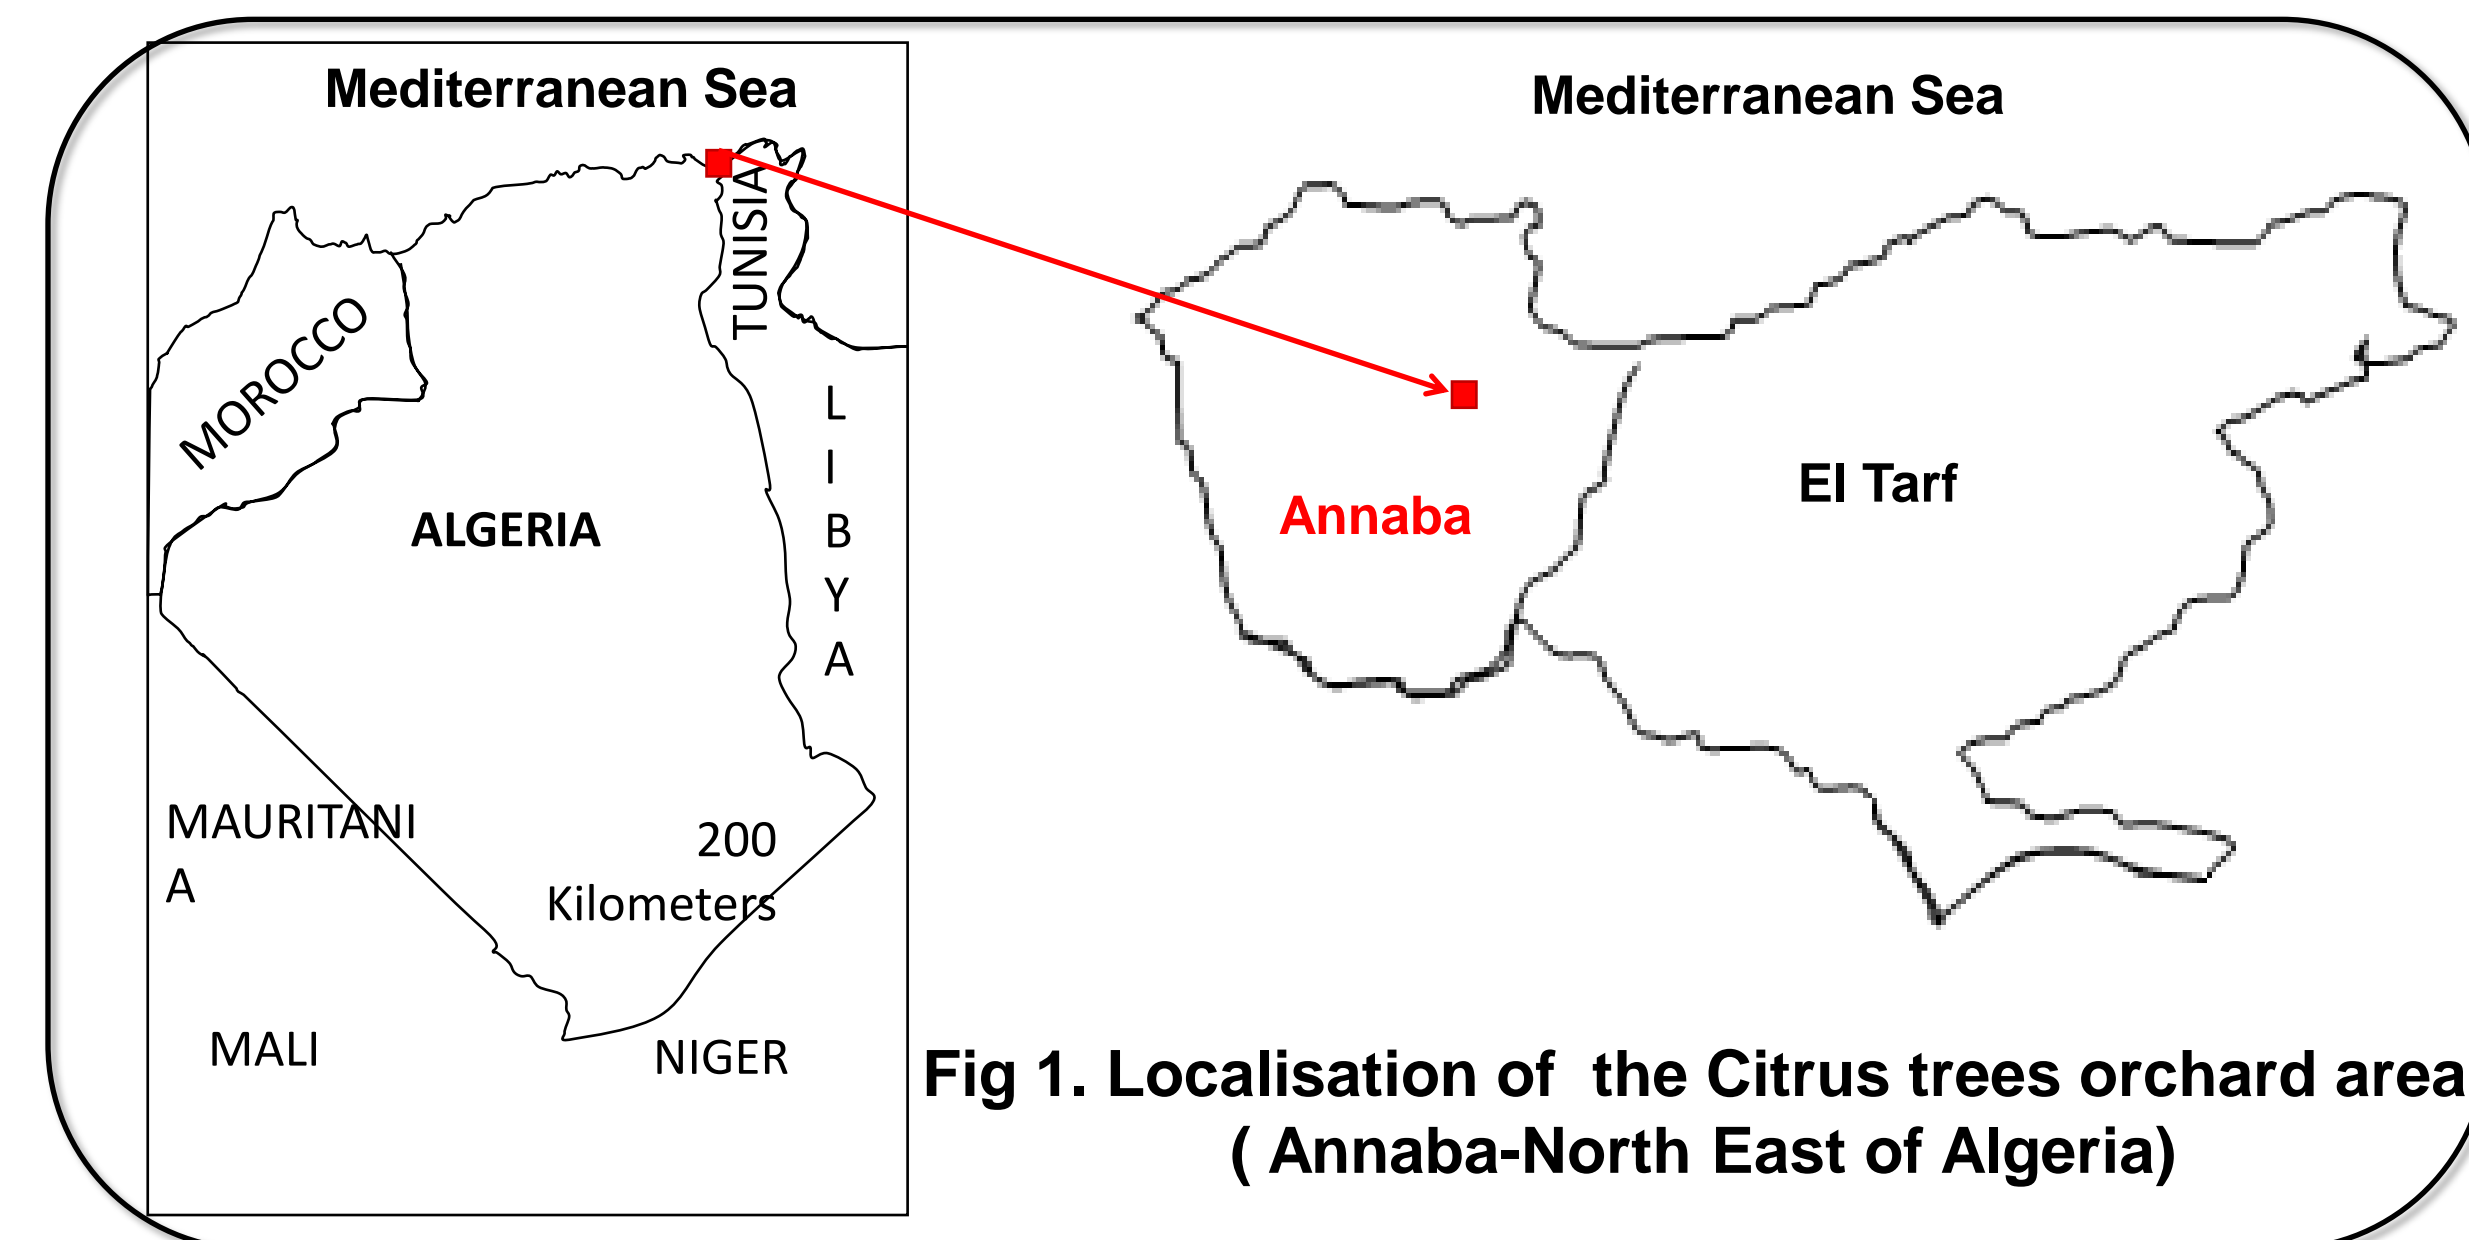 Mediterranean Sea
TUNISIA
MOROCCO
L
I
B
Y
A
ALGERIA
MAURITANI
A
200
Kilometers
MALI
NIGER
Mediterranean Sea
El Tarf
Annaba
Fig 1. Localisation of  the Citrus trees orchard area
( Annaba-North East of Algeria)